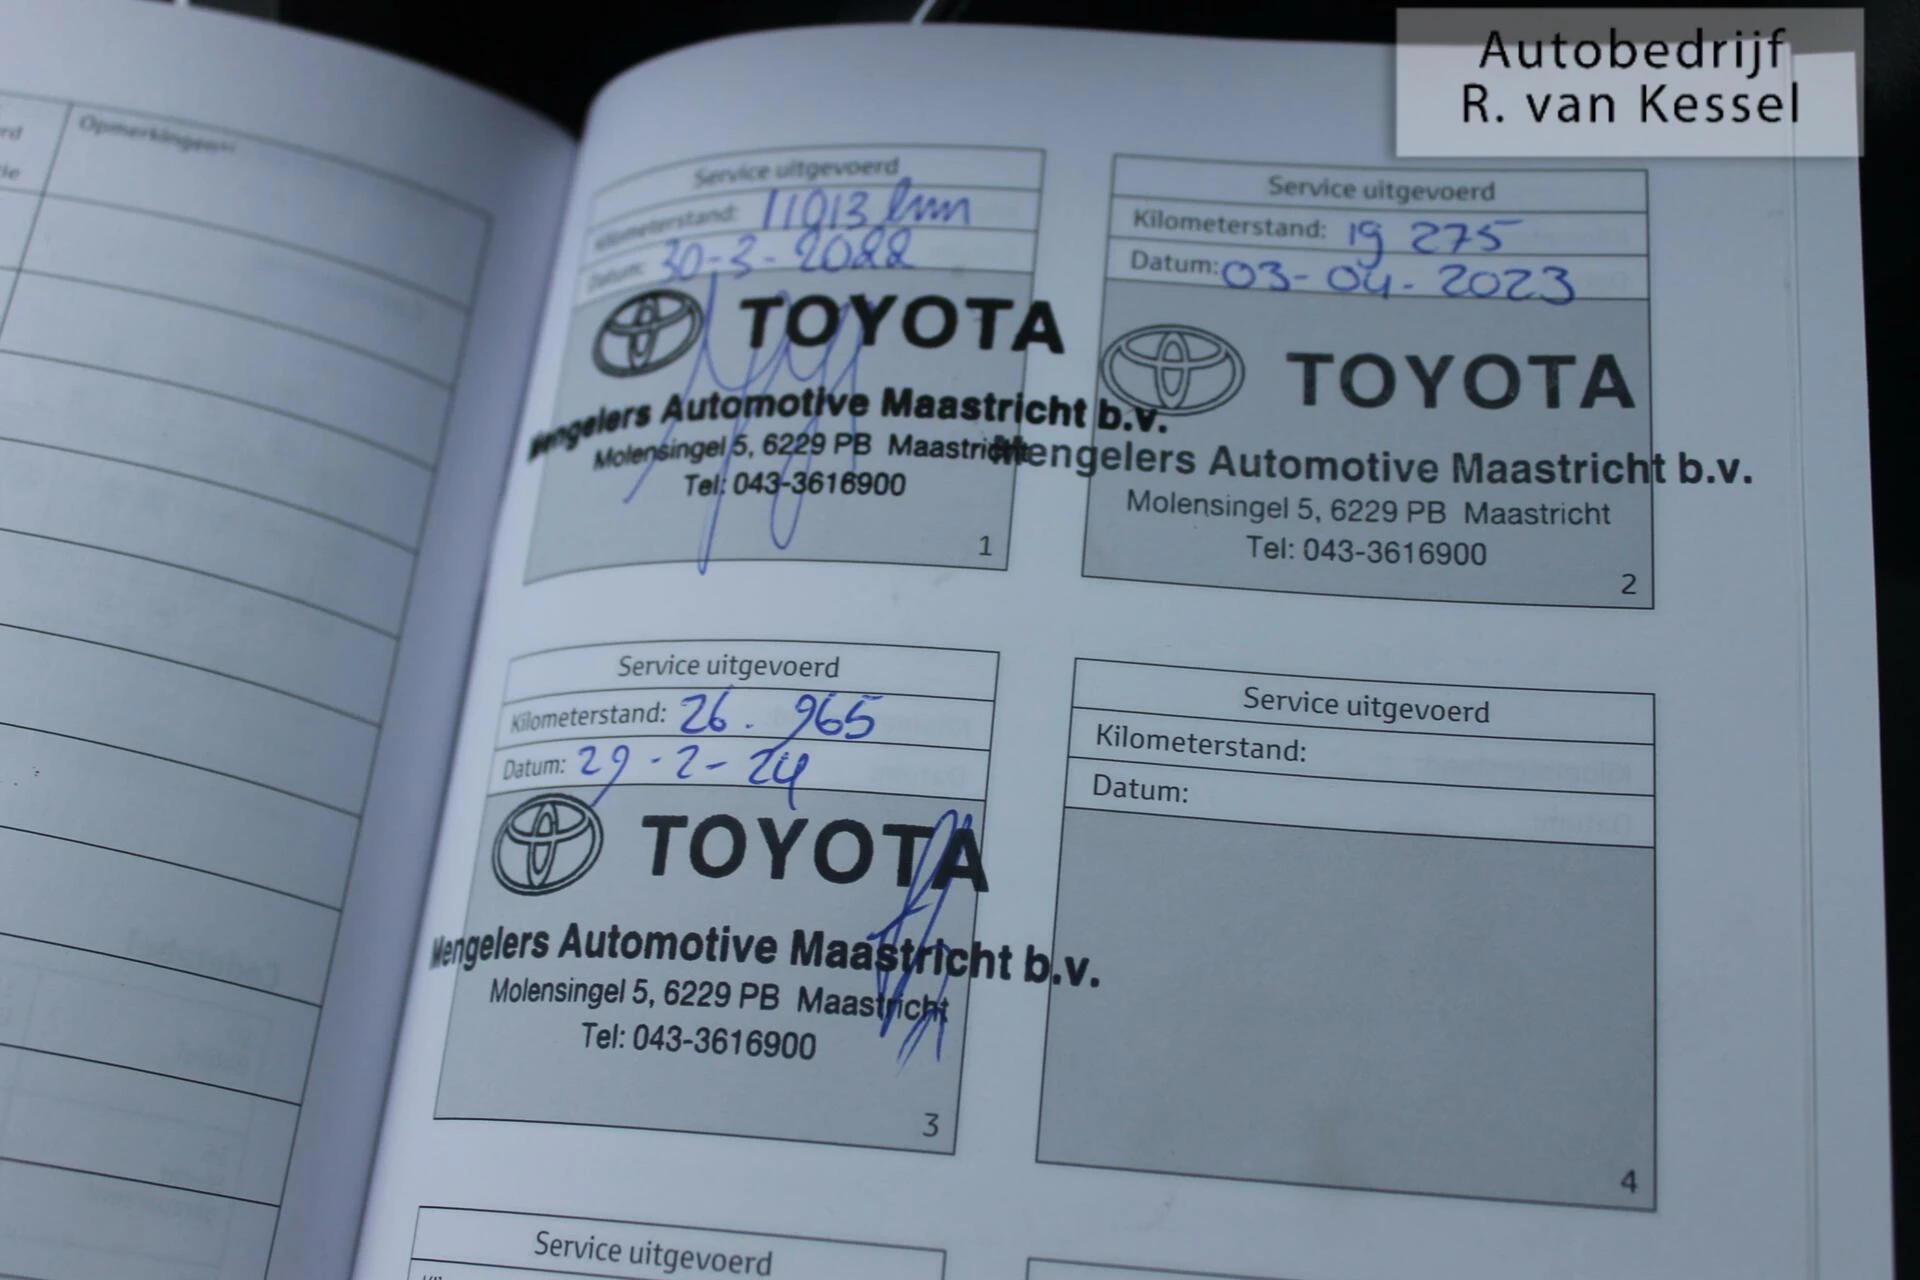 Autobedrijf
R. van Kessel
Opmerkingen
Service uitgevoerd
Kilometerstand: 11013 km
Datum: 30-3-2022
TOYOTA
Mengelers Automotive Maastricht b.v.
Molensingel 5, 6229 PB Maastricht
Tel: 043-3616900
1
Service uitgevoerd
Kilometerstand: 19 275
Datum: 03-04-2023
TOYOTA
Mengelers Automotive Maastricht b.v.
Molensingel 5, 6229 PB Maastricht
Tel: 043-3616900
2
Service uitgevoerd
Kilometerstand: 26.965
Datum: 29-2-24
TOYOTA
Mengelers Automotive Maastricht b.v.
Molensingel 5, 6229 PB Maastricht
Tel: 043-3616900
3
Service uitgevoerd
Kilometerstand:
Datum:
4
Service uitgevoerd